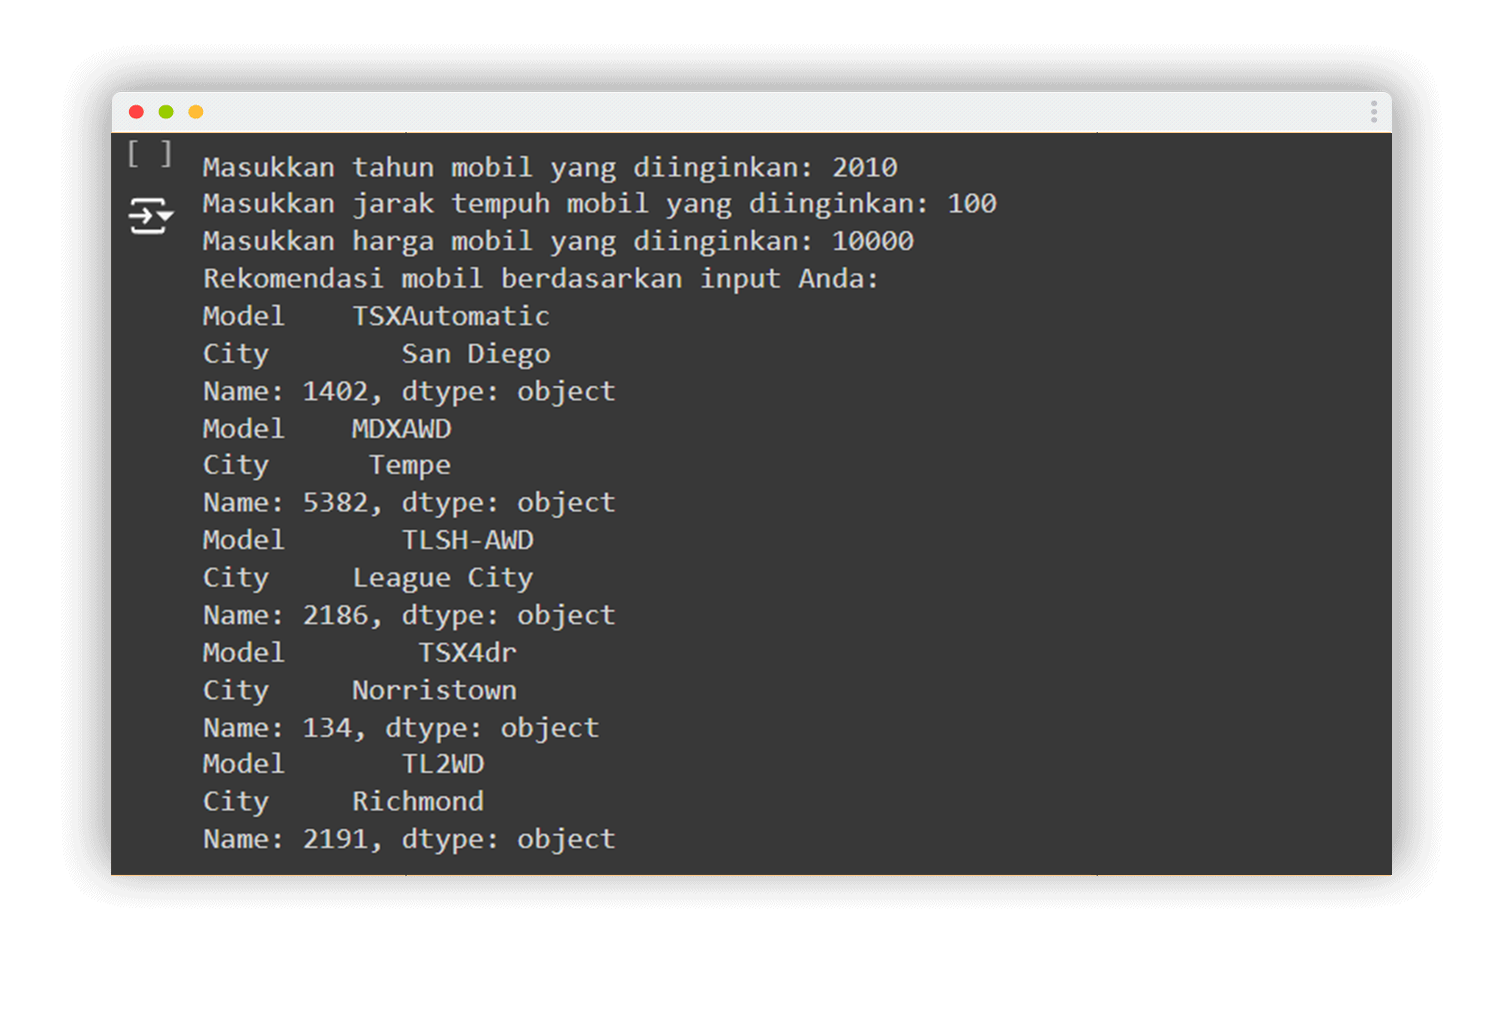 [ ]
Masukkan tahun mobil yang diinginkan: 2010
Masukkan jarak tempuh mobil yang diinginkan: 100
Masukkan harga mobil yang diinginkan: 10000
Rekomendasi mobil berdasarkan input Anda:
Model    TSXAutomatic
City        San Diego
Name: 1402, dtype: object
Model    MDXAWD
City      Tempe
Name: 5382, dtype: object
Model       TLSH-AWD
City     League City
Name: 2186, dtype: object
Model        TSX4dr
City     Norristown
Name: 134, dtype: object
Model       TL2WD
City     Richmond
Name: 2191, dtype: object